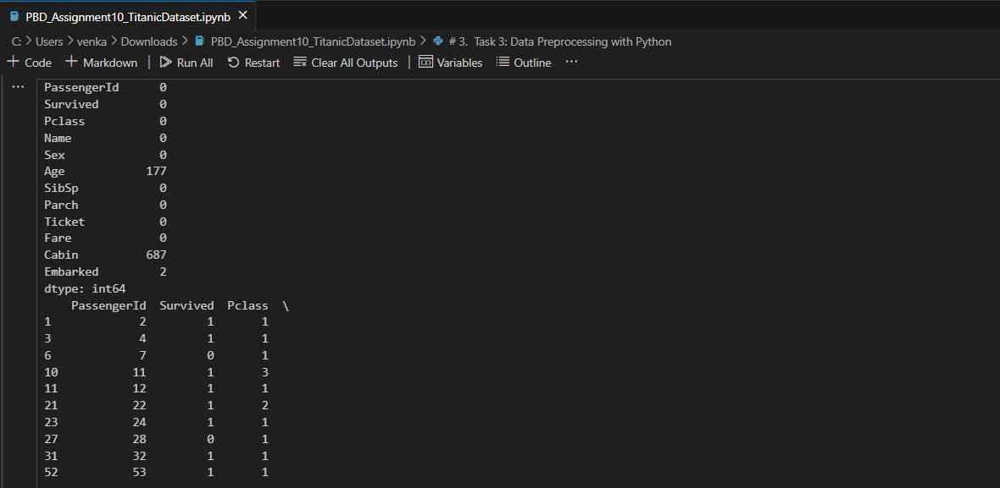 PBD_Assignment10_TitanicDataset.ipynb ×
C: > Users > venka > Downloads > PBD_Assignment10_TitanicDataset.ipynb > # 3. Task 3: Data Preprocessing with Python
+ Code + Markdown | Run All Restart Clear All Outputs | Variables Outline ...
... PassengerId 0
Survived 0
Pclass 0
Name 0
Sex 0
Age 177
SibSp 0
Parch 0
Ticket 0
Fare 0
Cabin 687
Embarked 2
dtype: int64
PassengerId Survived Pclass \
1 2 1 1
3 4 1 1
6 7 0 1
10 11 1 3
11 12 1 1
21 22 1 2
23 24 1 1
27 28 0 1
31 32 1 1
52 53 1 1